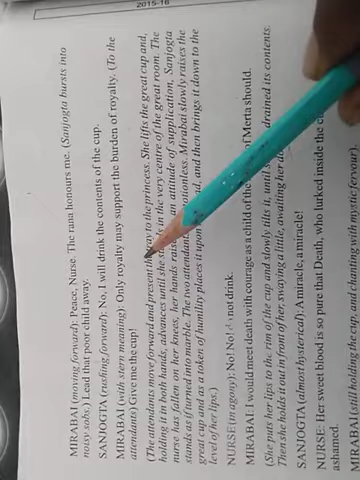 2015-16
MIRABAI (moving forward): Peace, Nurse. The rana honours me. (Sanjogta bursts into
noisy sobs.) Lead that poor child away.
SANJOGTA (rushing forward): No, I will drink the contents of the cup.
MIRABAI (with stern meaning): Only royalty may support the burden of royalty. (To the
attendants) Give me the cup!
(The attendants move forward and present the tray to the princess. She lifts the great cup and,
holding it in both hands, advances until she stands in the very centre of the great room. The
nurse has fallen on her knees, her hands raised in an attitude of supplication, Sanjogta
stands as if turned into marble. The two attendants motionless. Mirabai slowly raises the
great cup and as a token of humility places it upon and then brings it down to the
level of her lips.)
NURSE (in agony): No! No! not drink.
MIRABAI: I would meet death with courage as a child of the of Merta should.
(She puts her lips to the rim of the cup and slowly tilts it, until drained its contents.
Then she holds it out in front of her, swaying a little, awaiting her
SANJOGTA (almost hysterical): A miracle, a miracle!
NURSE: Her sweet blood is so pure that Death, who lurked inside the
ashamed.
MIRABAI (still holding the cup, and chanting with mystic fervour).